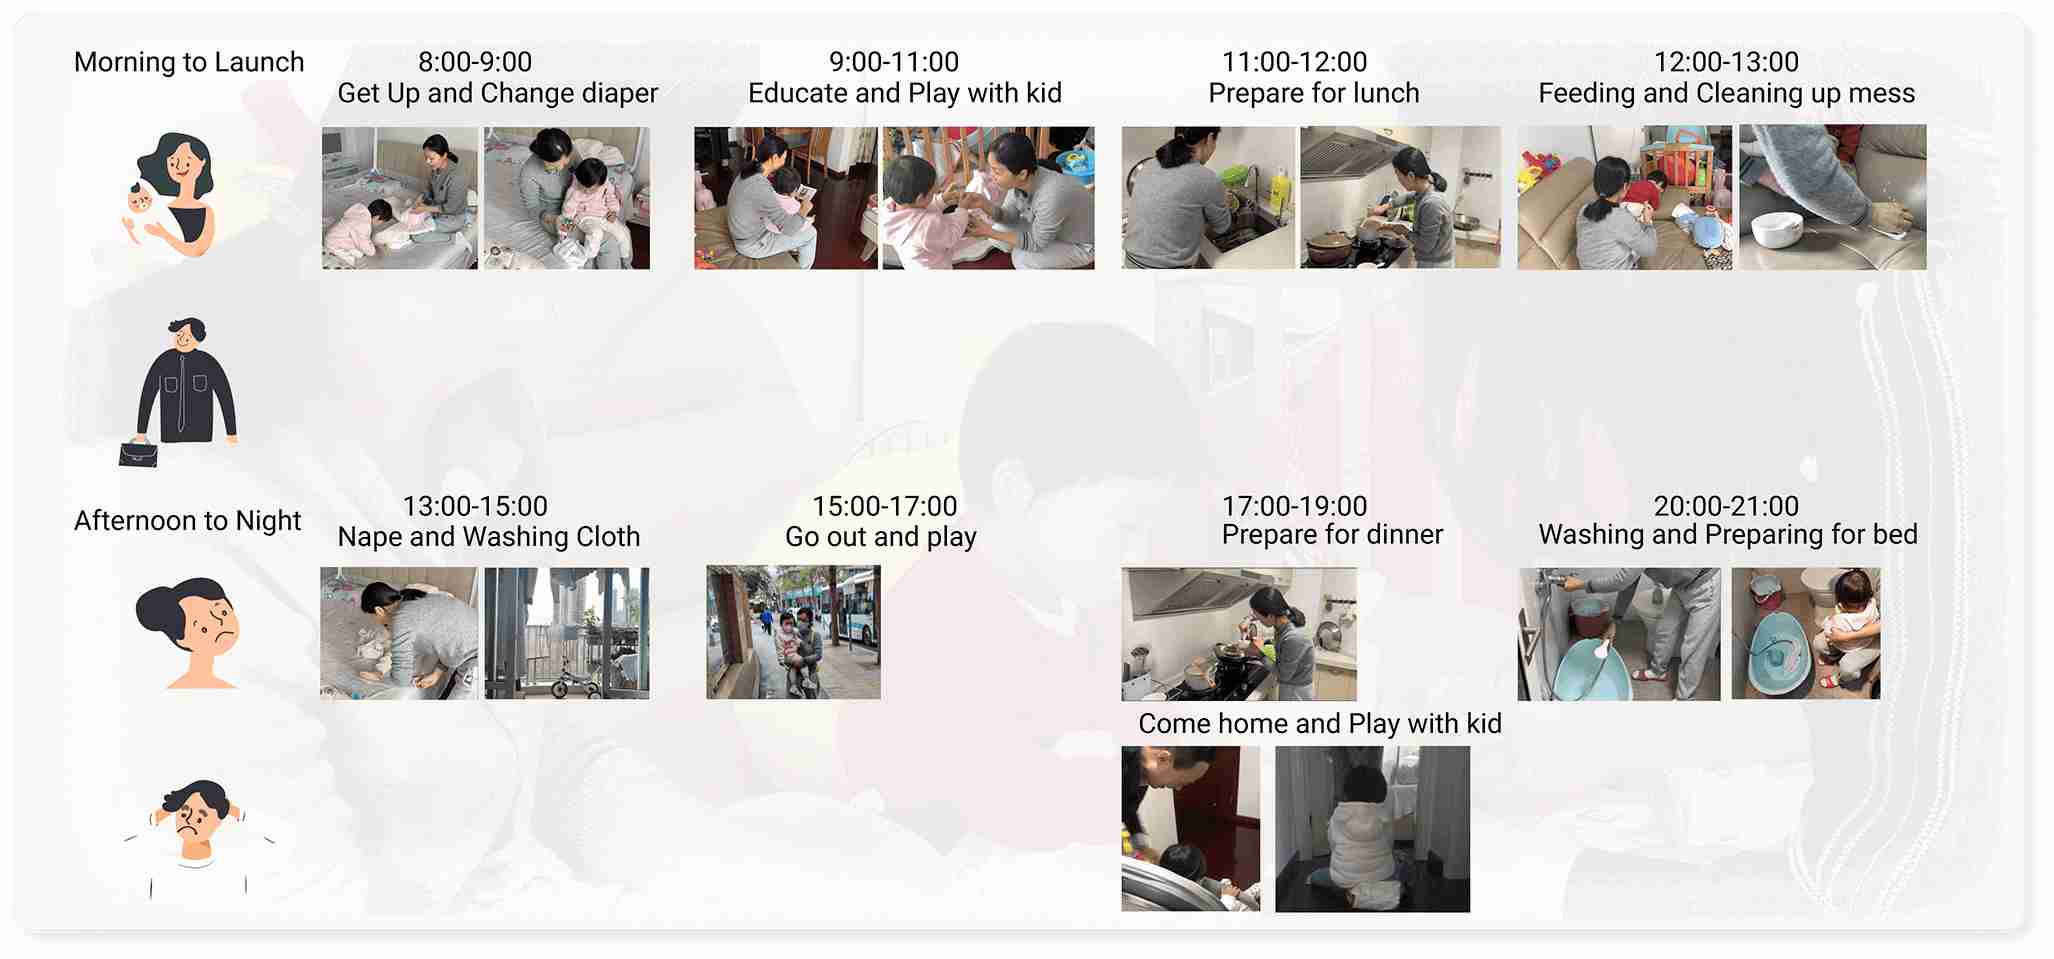 Morning to Launch
8:00-9:00
Get Up and Change diaper
9:00-11:00
Educate and Play with kid
11:00-12:00
Prepare for lunch
12:00-13:00
Feeding and Cleaning up mess
Afternoon to Night
13:00-15:00
Nape and Washing Cloth
15:00-17:00
Go out and play
17:00-19:00
Prepare for dinner
20:00-21:00
Washing and Preparing for bed
Come home and Play with kid